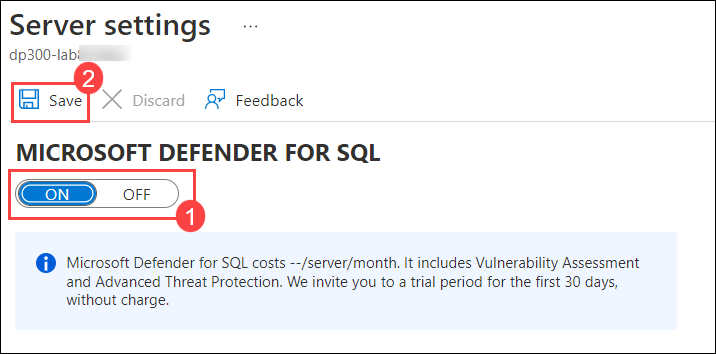 Server settings ...
dp300-lab
2
Save Discard Feedback
MICROSOFT DEFENDER FOR SQL
ON OFF
1
Microsoft Defender for SQL costs --/server/month. It includes Vulnerability Assessment
and Advanced Threat Protection. We invite you to a trial period for the first 30 days,
without charge.